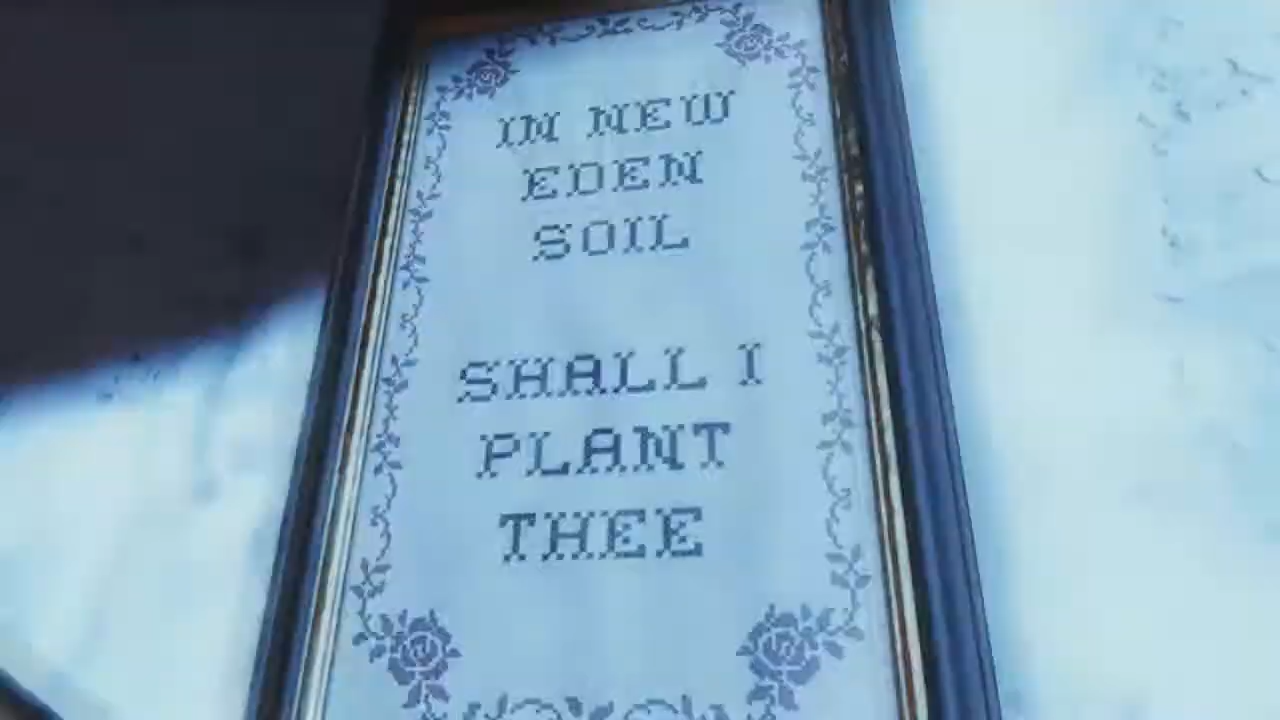 IN NEW
EDEN
SOIL
SHALL I
PLANT
THEE